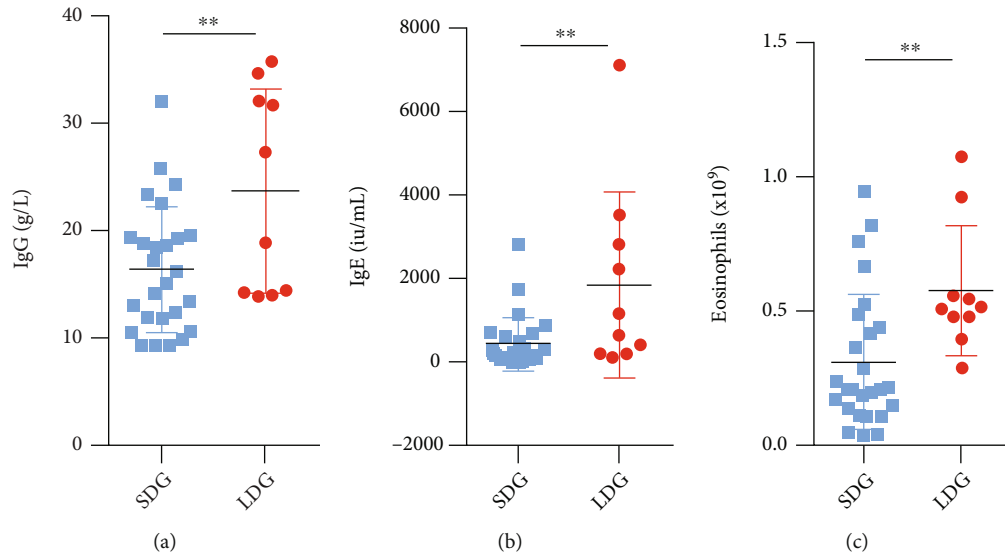 **
40
30
20
10
0
IgG (g/L)
SDG
LDG
(a)
**
8000
6000
4000
2000
0
−2000
IgE (iu/mL)
SDG
LDG
(b)
**
1.5
1.0
0.5
0.0
Eosinophils (x10⁹)
SDG
LDG
(c)